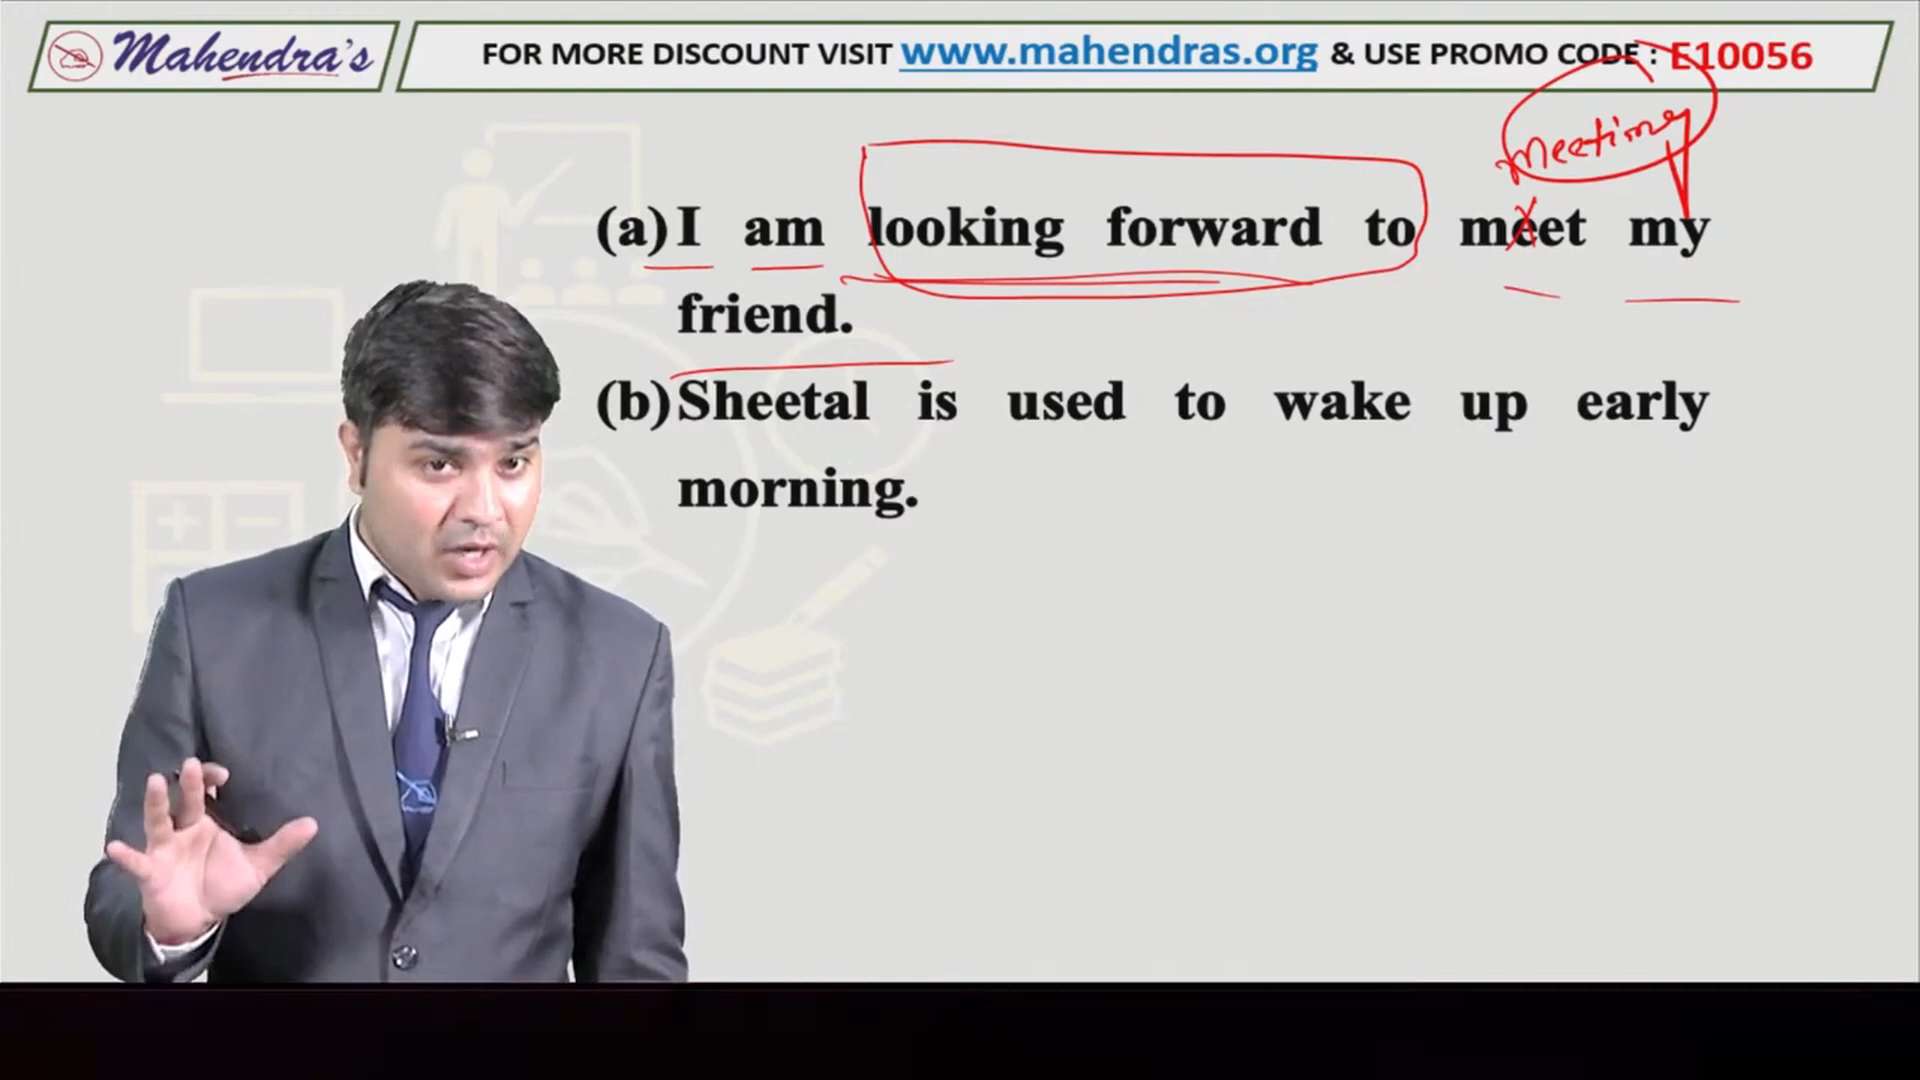 Mahendra's
FOR MORE DISCOUNT VISIT www.mahendras.org & USE PROMO CODE : E10056
Meeting
(a) I am looking forward to meet my
friend.
(b) Sheetal is used to wake up early
morning.